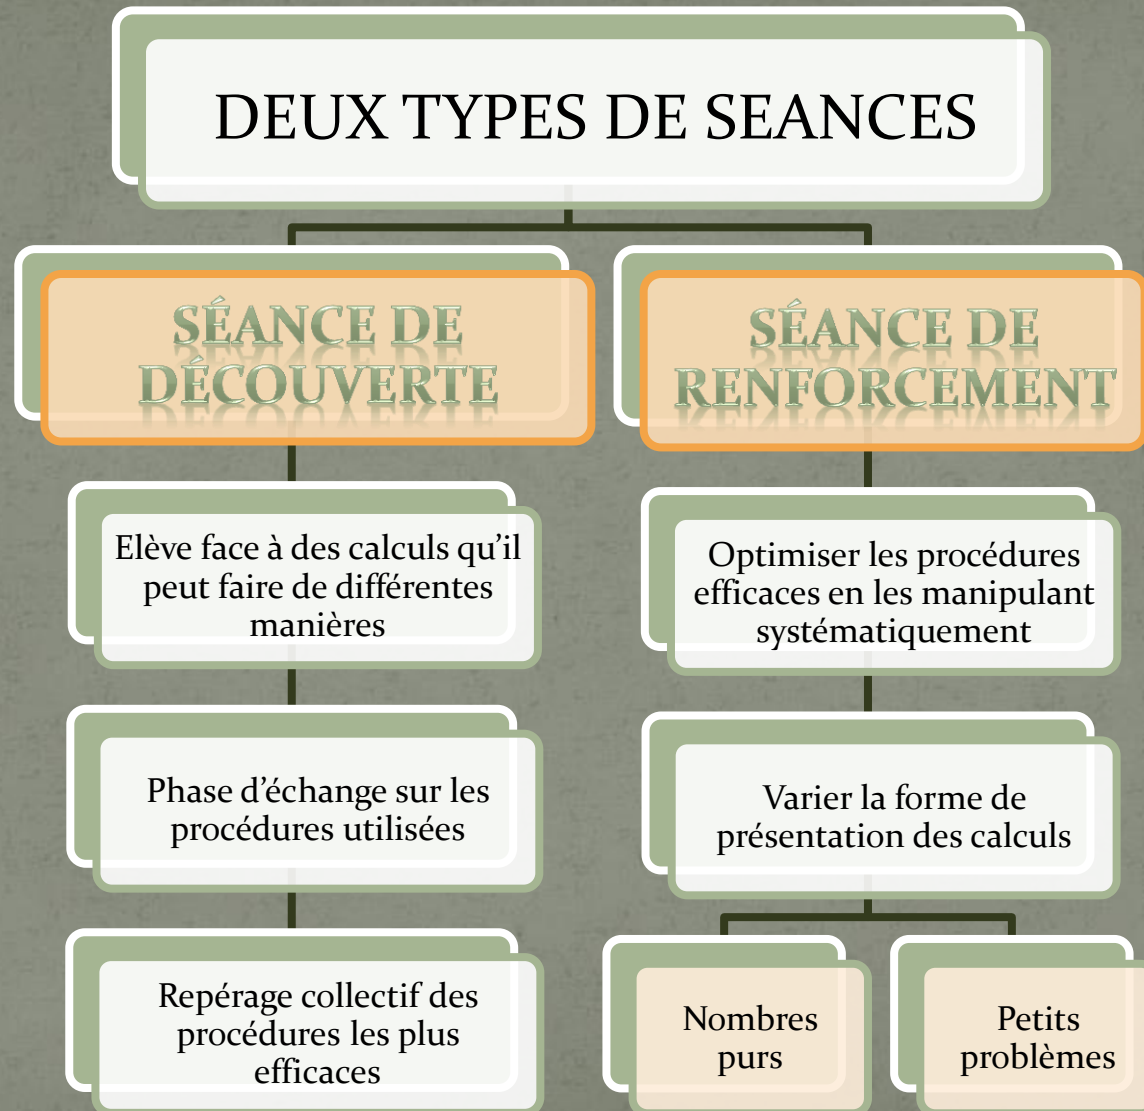 DEUX TYPES DE SEANCES
SÉANCE DE
DÉCOUVERTE
Elève face à des calculs qu’il
peut faire de différentes
manières
Phase d’échange sur les
procédures utilisées
Repérage collectif des
procédures les plus
efficaces
SÉANCE DE
RENFORCEMENT
Optimiser les procédures
efficaces en les manipulant
systématiquement
Varier la forme de
présentation des calculs
Nombres
purs
Petits
problèmes